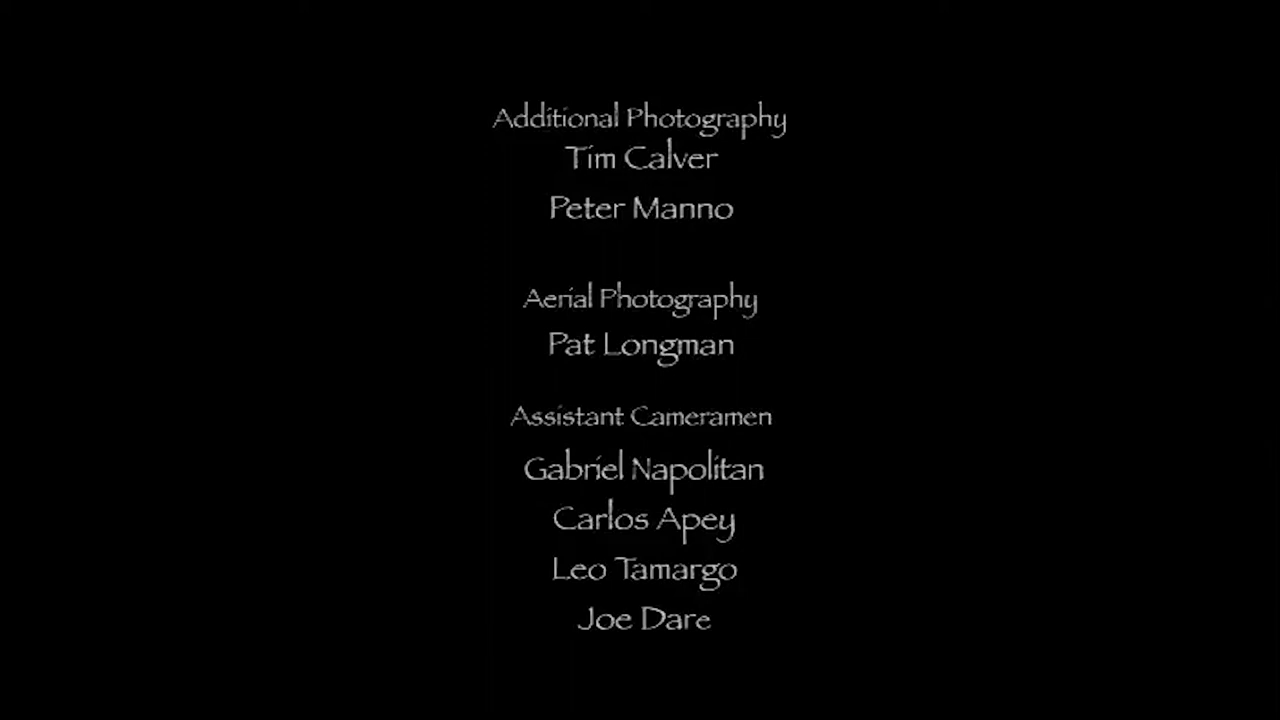 Additional Photography
Tim Calver
Peter Manno
Aerial Photography
Pat Longman
Assistant Cameramen
Gabriel Napolitan
Carlos Apey
Leo Tamargo
Joe Dare